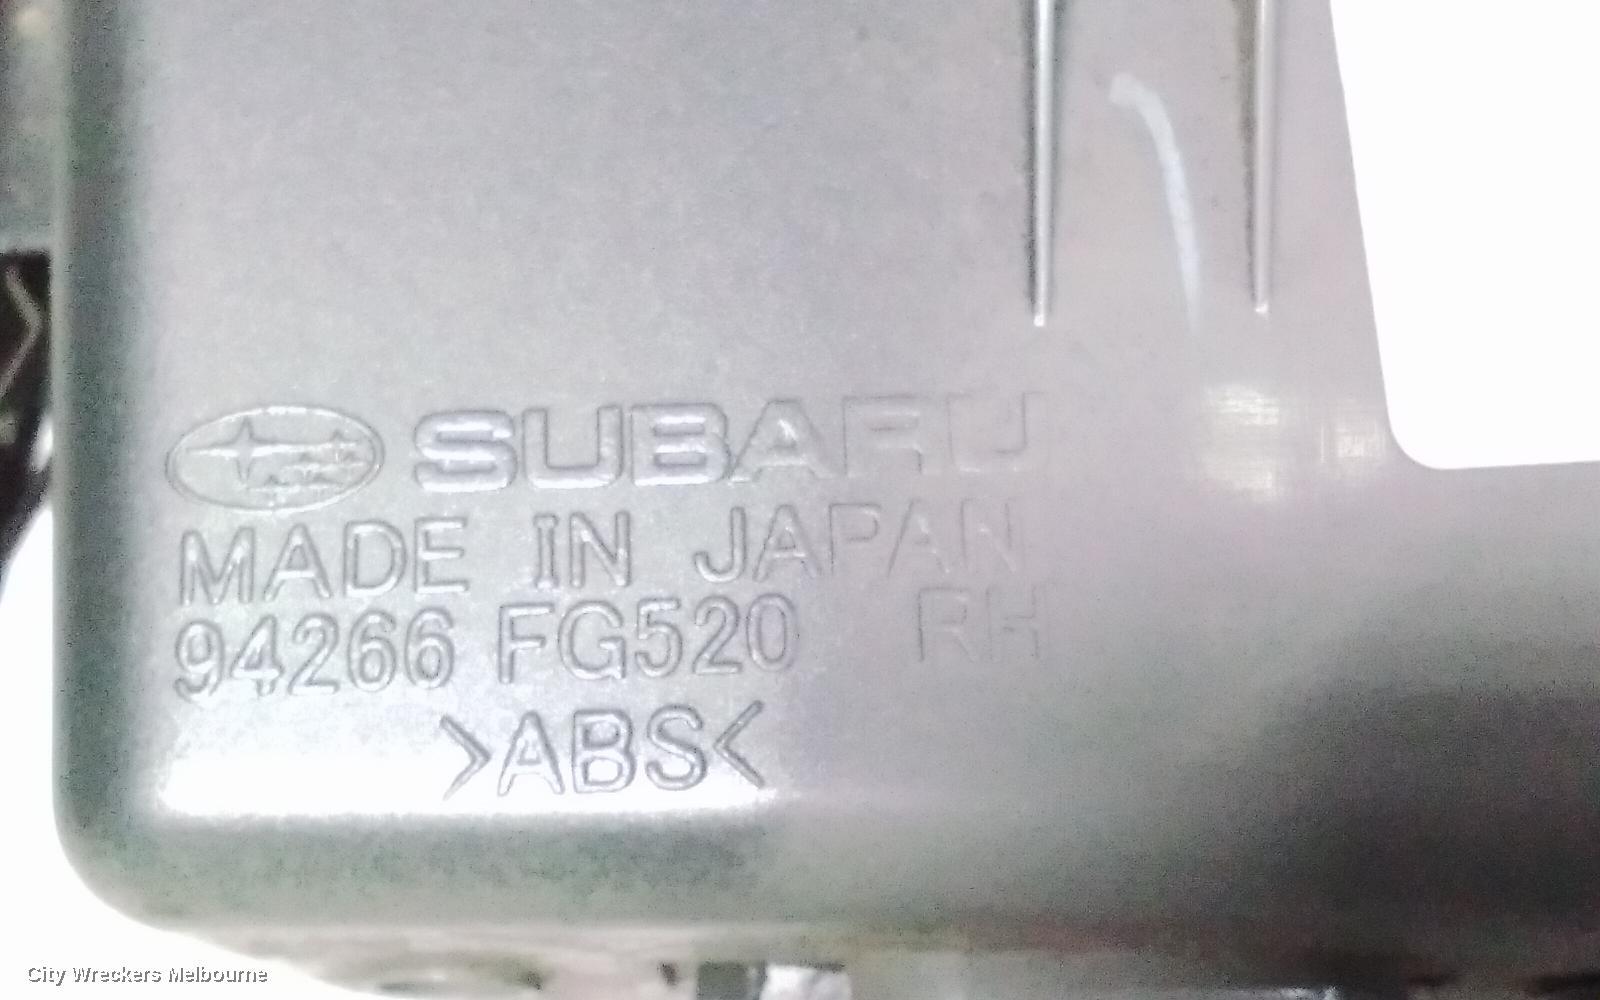 SUBARU
MADE IN JAPAN
94266 FG520 RH
>ABS<
City Wreckers Melbourne